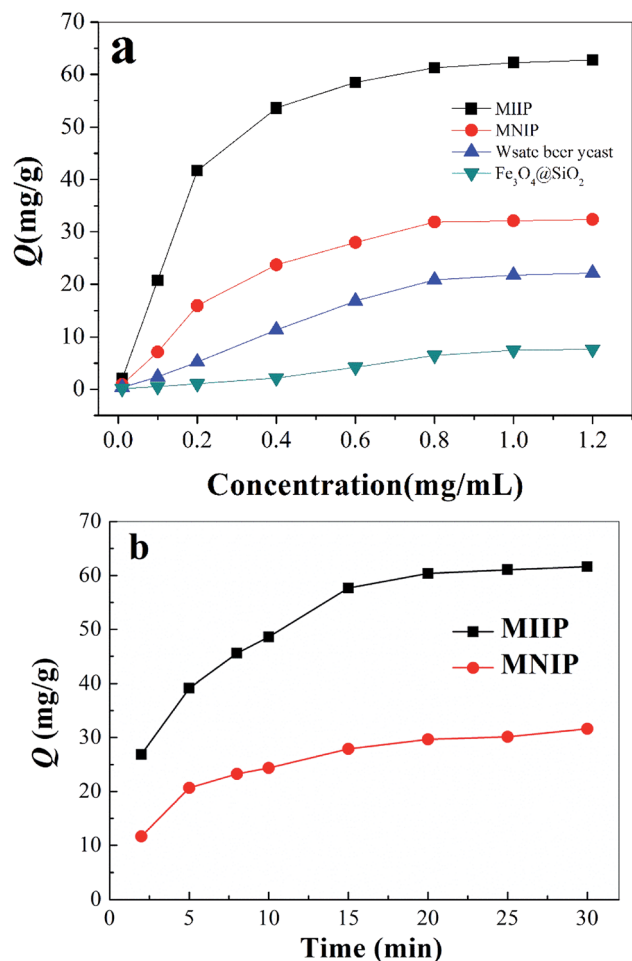 a
70
60
50
40
30
20
10
0
Q(mg/g)
MIIP
MNIP
Wsatc bccr ycast
Fe₃O₄@SiO₂
0.0 0.2 0.4 0.6 0.8 1.0 1.2
Concentration(mg/mL)
b
70
60
50
40
30
20
10
0
Q (mg/g)
MIIP
MNIP
0 5 10 15 20 25 30
Time (min)